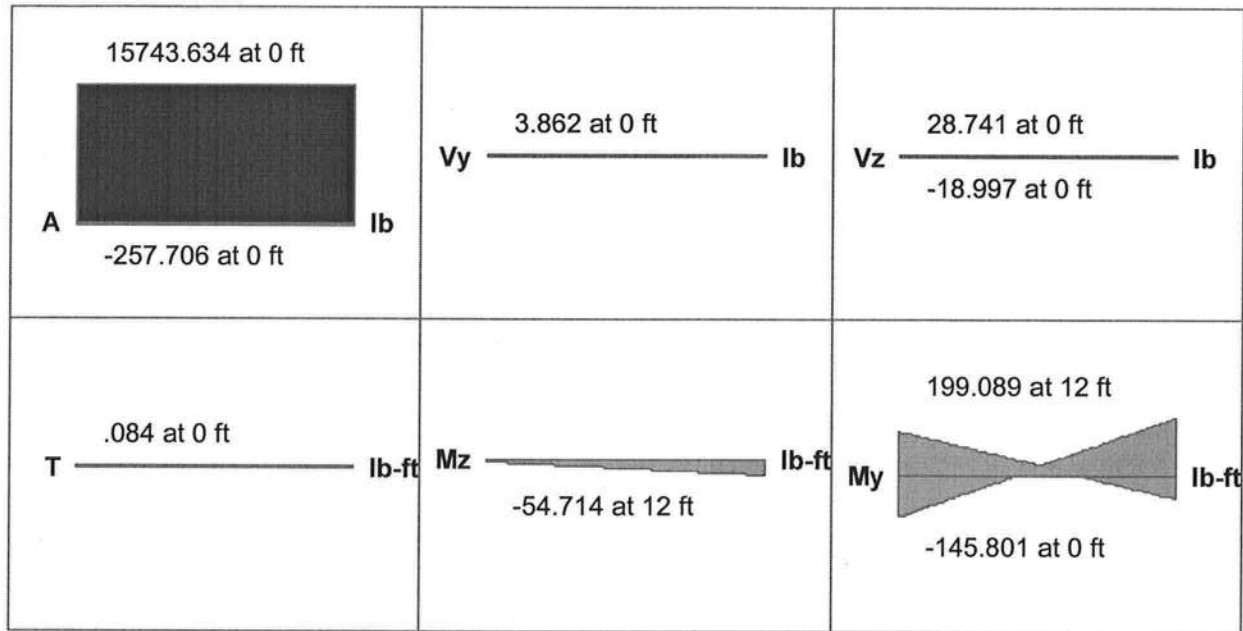 15743.634 at 0 ft
A lb
-257.706 at 0 ft
3.862 at 0 ft
Vy lb
28.741 at 0 ft
Vz lb
-18.997 at 0 ft
.084 at 0 ft
T lb-ft
Mz lb-ft
-54.714 at 12 ft
199.089 at 12 ft
My lb-ft
-145.801 at 0 ft